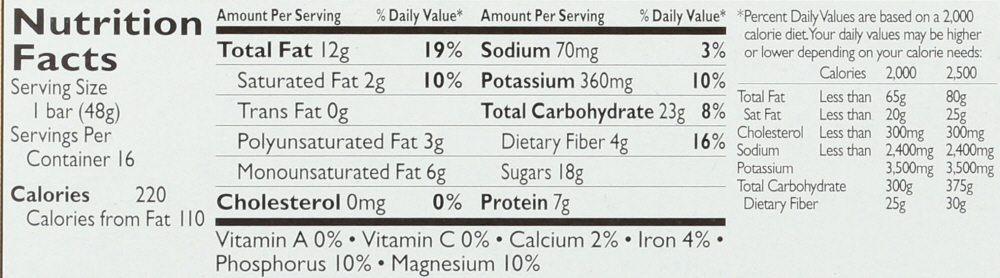 Nutrition
Facts
Serving Size
1 bar (48g)
Servings Per
Container 16
Calories 220
Calories from Fat 110
Amount Per Serving % Daily Value*
Total Fat 12g 19%
Saturated Fat 2g 10%
Trans Fat 0g
Polyunsaturated Fat 3g
Monounsaturated Fat 6g
Cholesterol 0mg 0%
Amount Per Serving % Daily Value*
Sodium 70mg 3%
Potassium 360mg 10%
Total Carbohydrate 23g 8%
Dietary Fiber 4g 16%
Sugars 18g
Protein 7g
Vitamin A 0% • Vitamin C 0% • Calcium 2% • Iron 4% •
Phosphorus 10% • Magnesium 10%
*Percent Daily Values are based on a 2,000
calorie diet. Your daily values may be higher
or lower depending on your calorie needs:
Calories 2,000 2,500
Total Fat Less than 65g 80g
Sat Fat Less than 20g 25g
Cholesterol Less than 300mg 300mg
Sodium Less than 2,400mg 2,400mg
Potassium 3,500mg 3,500mg
Total Carbohydrate 300g 375g
Dietary Fiber 25g 30g